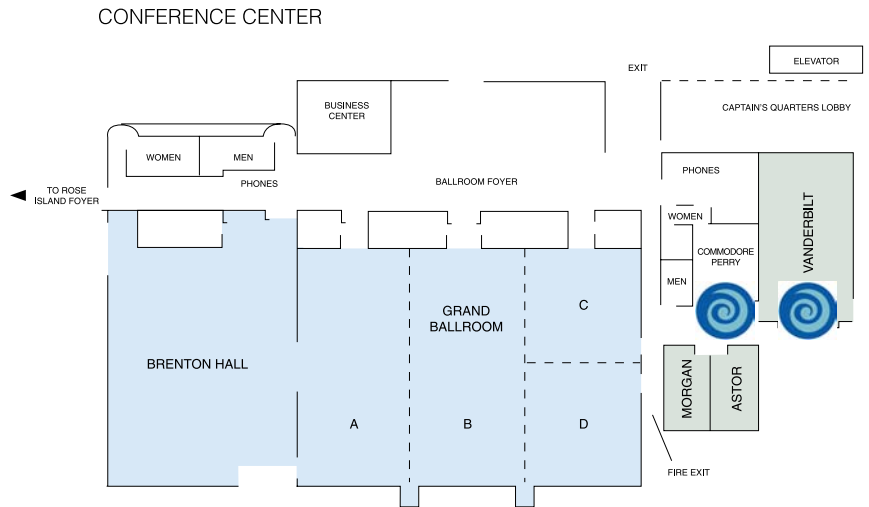 CONFERENCE CENTER
ELEVATOR
EXIT
CAPTAIN'S QUARTERS LOBBY
BUSINESS
CENTER
WOMEN
MEN
PHONES
TO ROSE
ISLAND FOYER
BALLROOM FOYER
PHONES
WOMEN
COMMODORE
PERRY
VANDERBILT
MEN
GRAND
BALLROOM
C
BRENTON HALL
MORGAN
ASTOR
A
B
D
FIRE EXIT